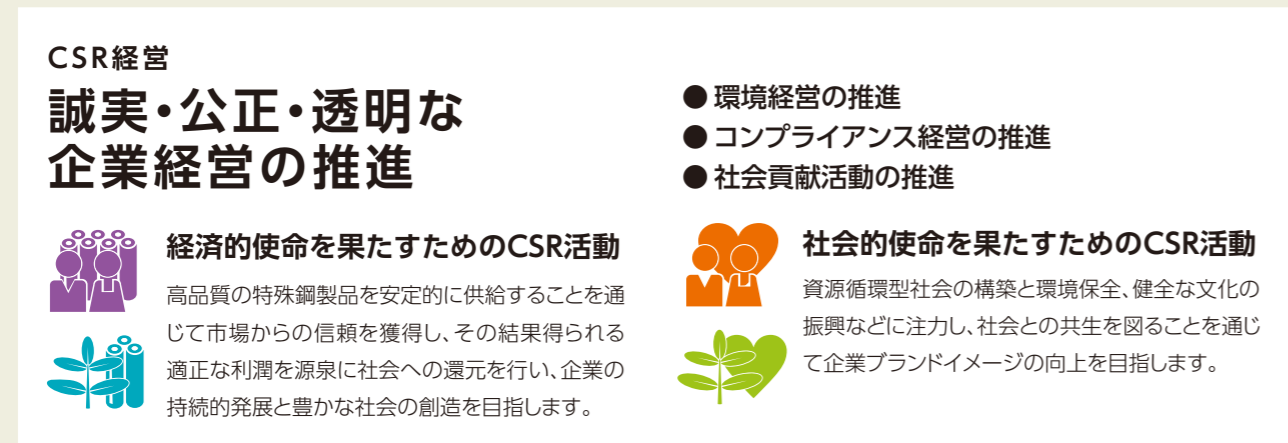 CSR経営
誠実・公正・透明な
企業経営の推進
● 環境経営の推進
● コンプライアンス経営の推進
● 社会貢献活動の推進
経済的使命を果たすためのCSR活動
高品質の特殊鋼製品を安定的に供給することを通
じて市場からの信頼を獲得し、その結果得られる
適正な利潤を源泉に社会への還元を行い、企業の
持続的発展と豊かな社会の創造を目指します。
社会的使命を果たすためのCSR活動
資源循環型社会の構築と環境保全、健全な文化の
振興などに注力し、社会との共生を図ることを通じ
て企業ブランドイメージの向上を目指します。